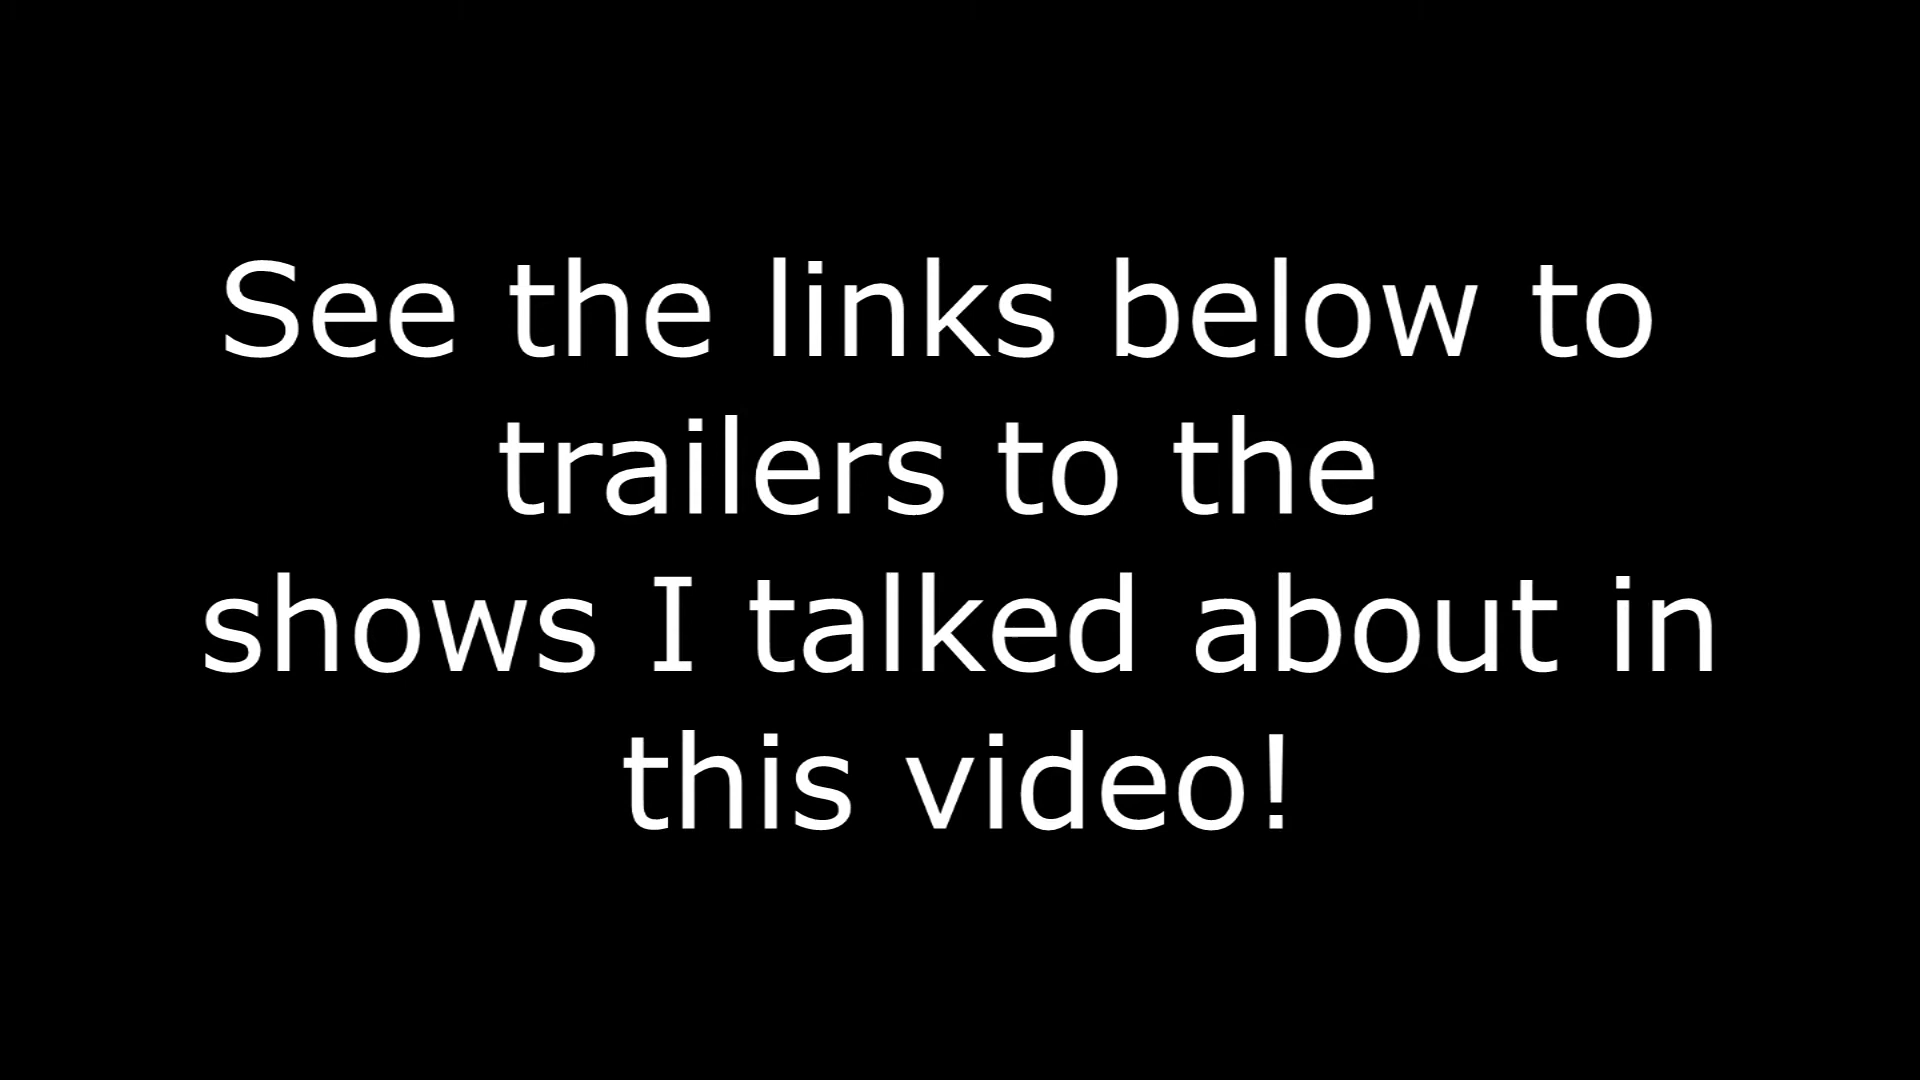 See the links below to
trailers to the
shows I talked about in
this video!